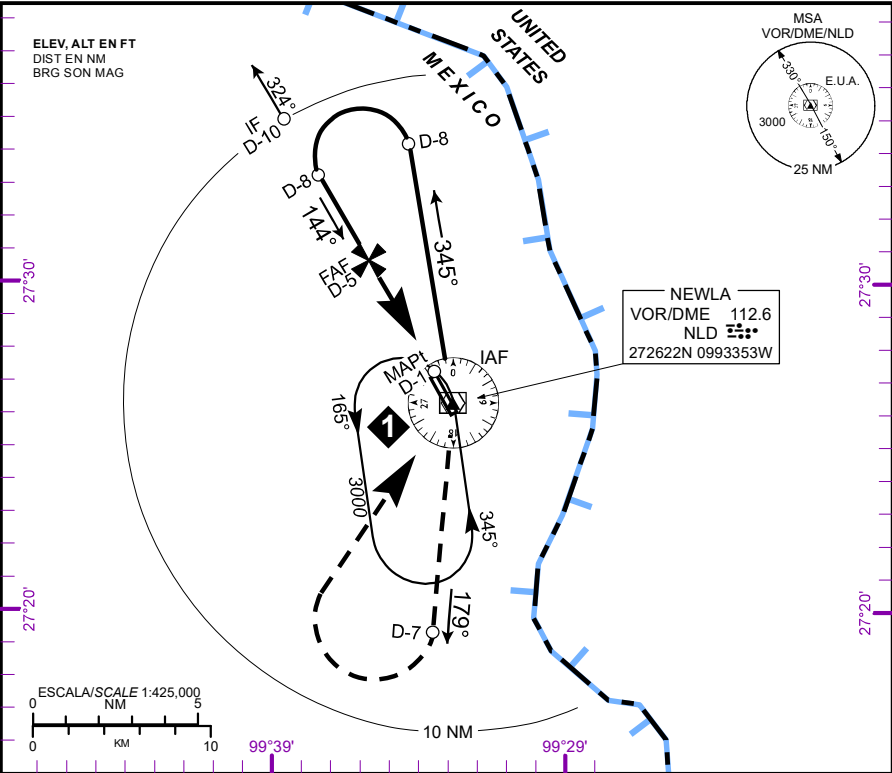 ELEV, ALT EN FT
DIST EN NM
BRG SON MAG
UNITED
STATES
MEXICO
MSA
VOR/DME/NLD
330°
E.U.A.
3000
150°
25 NM
324°
IF
D-10
D-8
D-8
144°
345°
FAF
D-5
27°30'
27°30'
NEWLA
VOR/DME 112.6
NLD
272622N 0993353W
IAF
MAPt
D-1
0
27
18
165°
1
3000
345°
179°
D-7
27°20'
27°20'
ESCALA/SCALE 1:425,000
0 NM 5
0 KM 10
10 NM
99°39'
99°29'